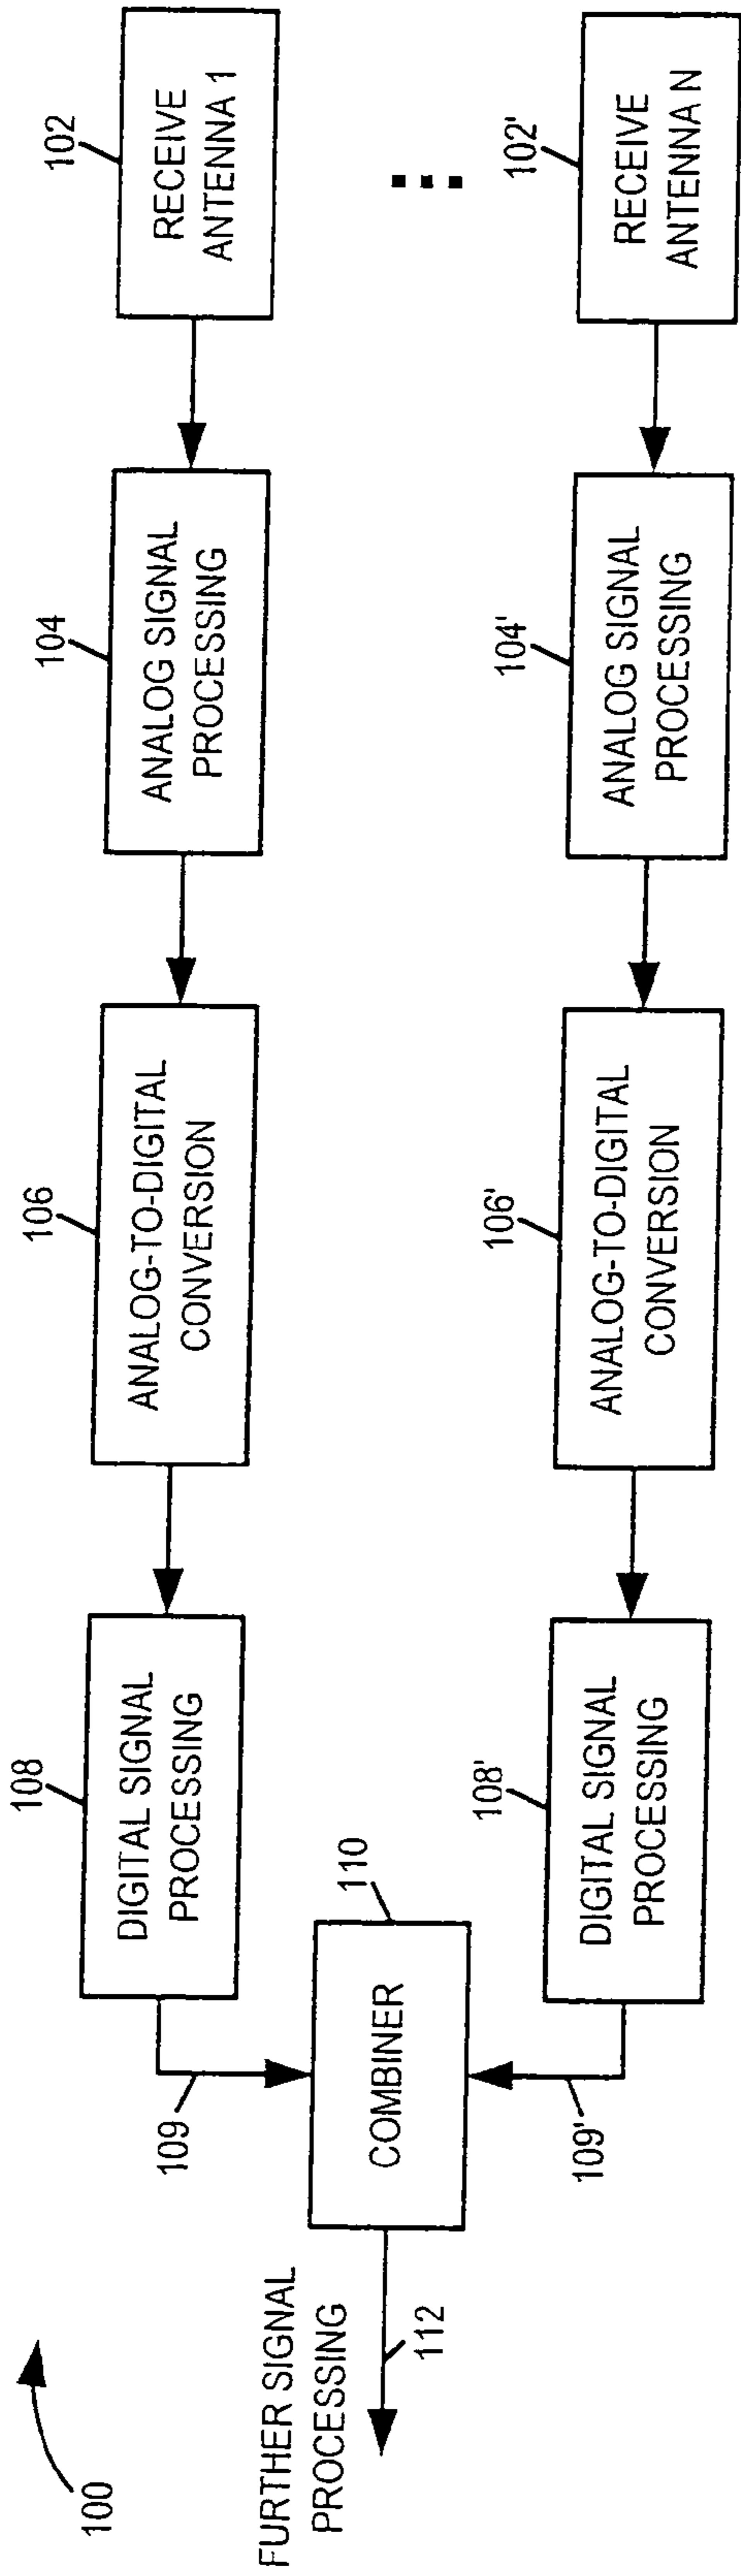 100
FURTHER SIGNAL
PROCESSING
112
COMBINER
110
109
109'
DIGITAL SIGNAL
PROCESSING
108
DIGITAL SIGNAL
PROCESSING
108'
ANALOG-TO-DIGITAL
CONVERSION
106
ANALOG-TO-DIGITAL
CONVERSION
106'
ANALOG SIGNAL
PROCESSING
104
ANALOG SIGNAL
PROCESSING
104'
RECEIVE
ANTENNA 1
102
RECEIVE
ANTENNA N
102'